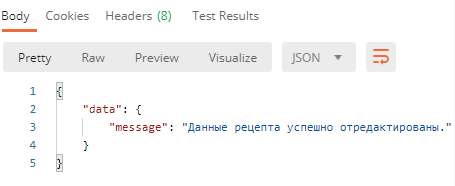 Body Cookies Headers (8) Test Results
Pretty Raw Preview Visualize JSON
1 {
2 "data": {
3 "message": "Данные рецепта успешно отредактированы."
4 }
5 }